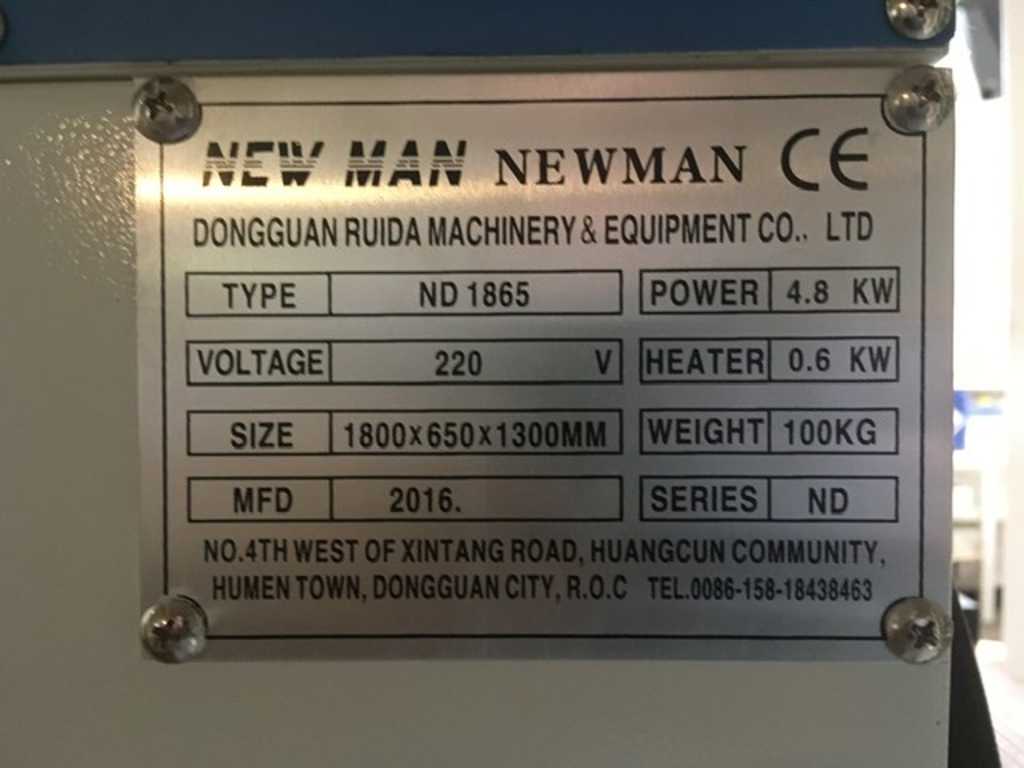 NEW MAN NEWMAN CE
DONGGUAN RUIDA MACHINERY & EQUIPMENT CO.. LTD
TYPE ND 1865 POWER 4.8 KW
VOLTAGE 220 V HEATER 0.6 KW
SIZE 1800X650X1300MM WEIGHT 100KG
MFD 2016. SERIES ND
NO.4TH WEST OF XINTANG ROAD, HUANGCUN COMMUNITY,
HUMEN TOWN, DONGGUAN CITY, R.O.C TEL.0086-158-18438463